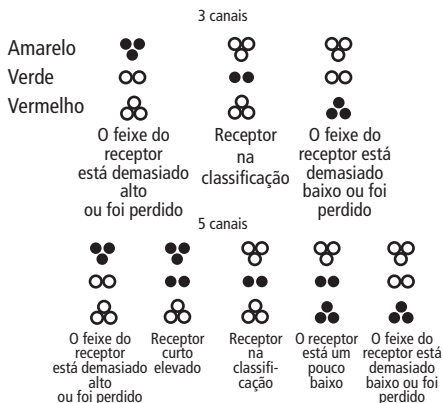 3 canais
Amarelo
Verde
Vermelho
O feixe do
receptor
está demasiado
alto
ou foi perdido
Receptor
na
classificação
O feixe do
receptor está
demasiado
baixo ou foi
perdido
5 canais
O feixe do
receptor
está demasiado
alto
ou foi perdido
Receptor
curto
elevado
Receptor
na
classifi-
cação
O receptor
está um
pouco
baixo
O feixe do
receptor está
demasiado
baixo ou foi
perdido